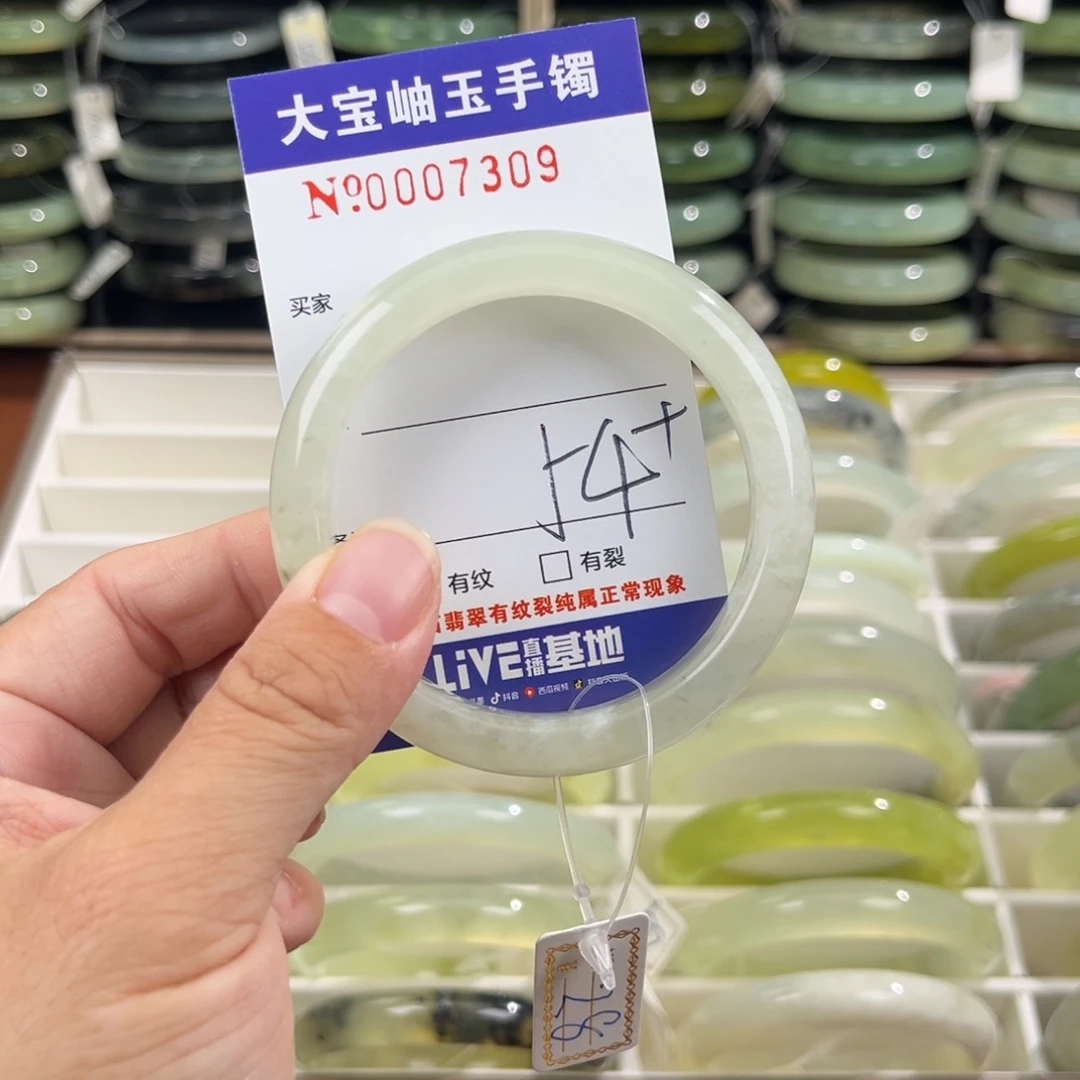 大宝岫玉手镯
Nº0007309
买家
54+
有纹 有裂
翡翠有纹裂纯属正常现象
LiVE直播基地
抖音 西瓜视频